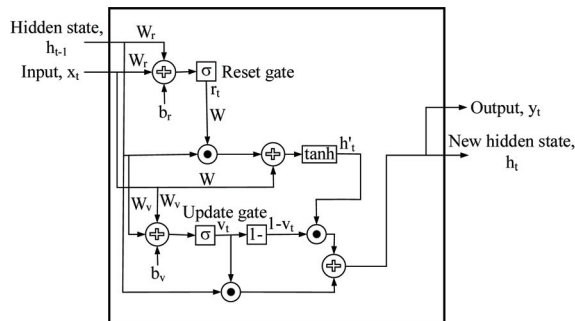 Hidden state,
h_{t-1}
W_r
W_r
Input, x_t
σ
Reset gate
r_t
b_r
W
tanh
h'_t
Output, y_t
New hidden state,
h_t
W
W_v
W_v
Update gate
σ
v_t
1-
1-v_t
b_v